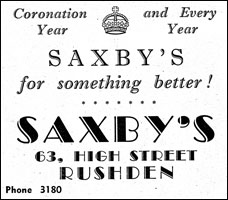 Coronation and Every
Year Year
SAXBY'S
for something better!
.......
SAXBY'S
63, HIGH STREET
RUSHDEN
Phone 3180